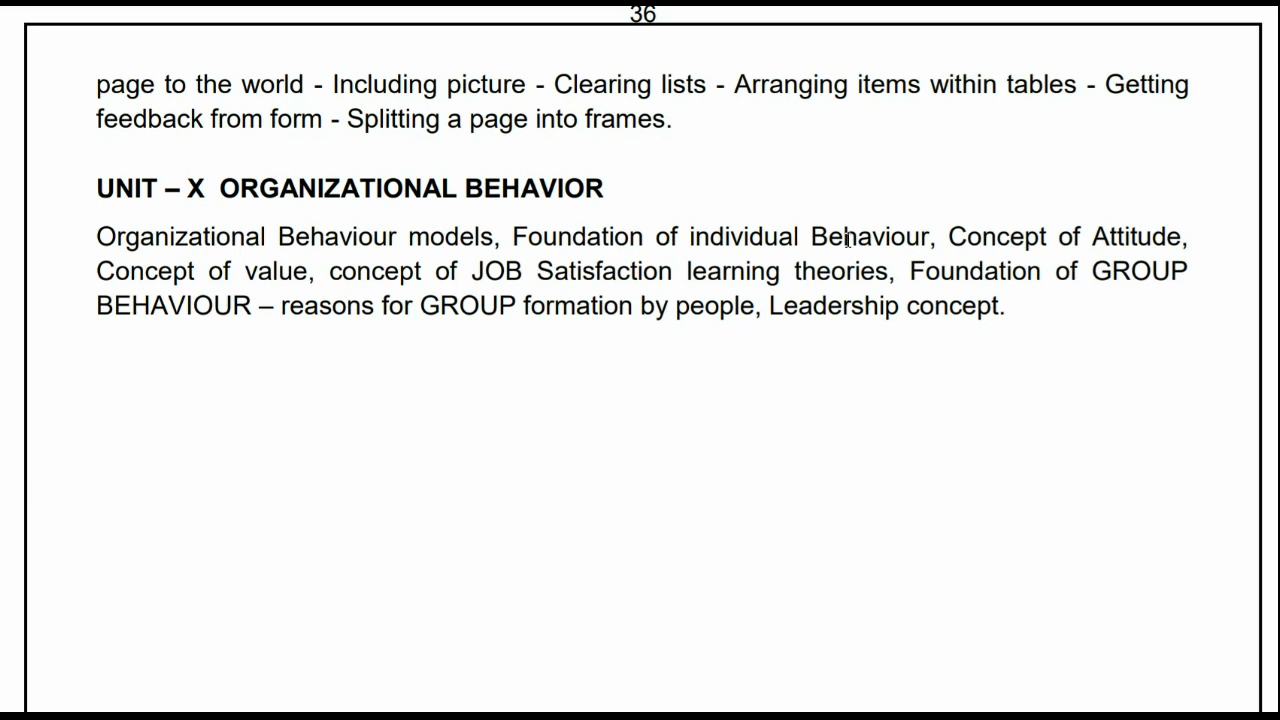 36
page to the world - Including picture - Clearing lists - Arranging items within tables - Getting
feedback from form - Splitting a page into frames.
UNIT – X ORGANIZATIONAL BEHAVIOR
Organizational Behaviour models, Foundation of individual Behaviour, Concept of Attitude,
Concept of value, concept of JOB Satisfaction learning theories, Foundation of GROUP
BEHAVIOUR – reasons for GROUP formation by people, Leadership concept.